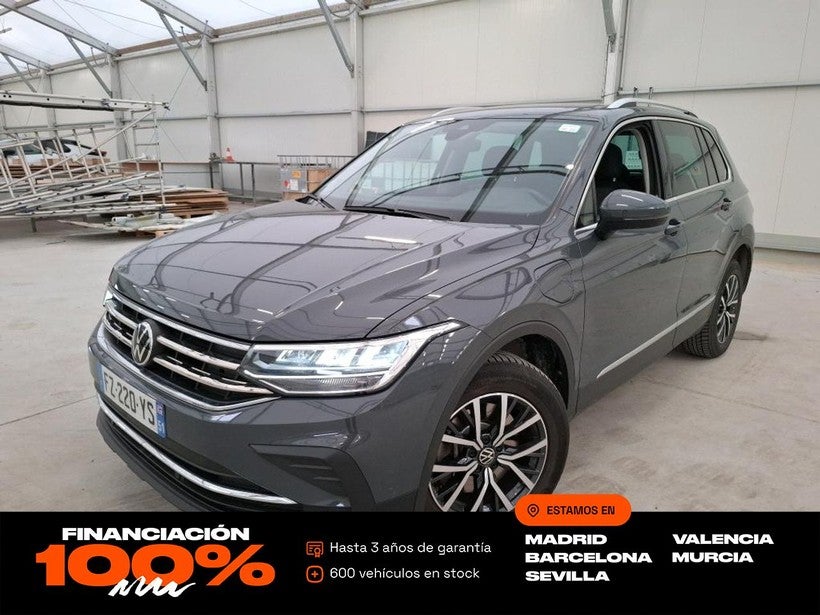 FZ-220-YS
51
FINANCIACIÓN
100%
Hasta 3 años de garantía
600 vehículos en stock
ESTAMOS EN
MADRID
BARCELONA
SEVILLA
VALENCIA
MURCIA